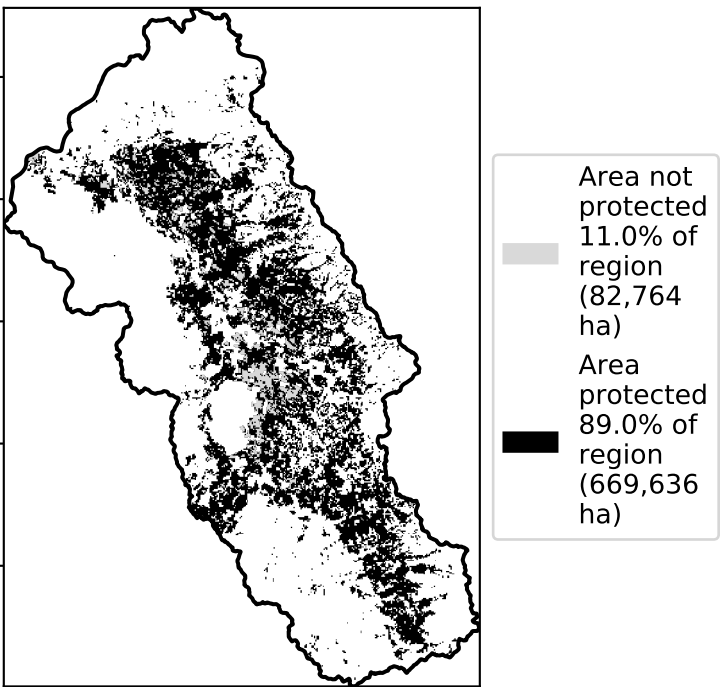 Area not
protected
11.0% of
region
(82,764
ha)
Area
protected
89.0% of
region
(669,636
ha)